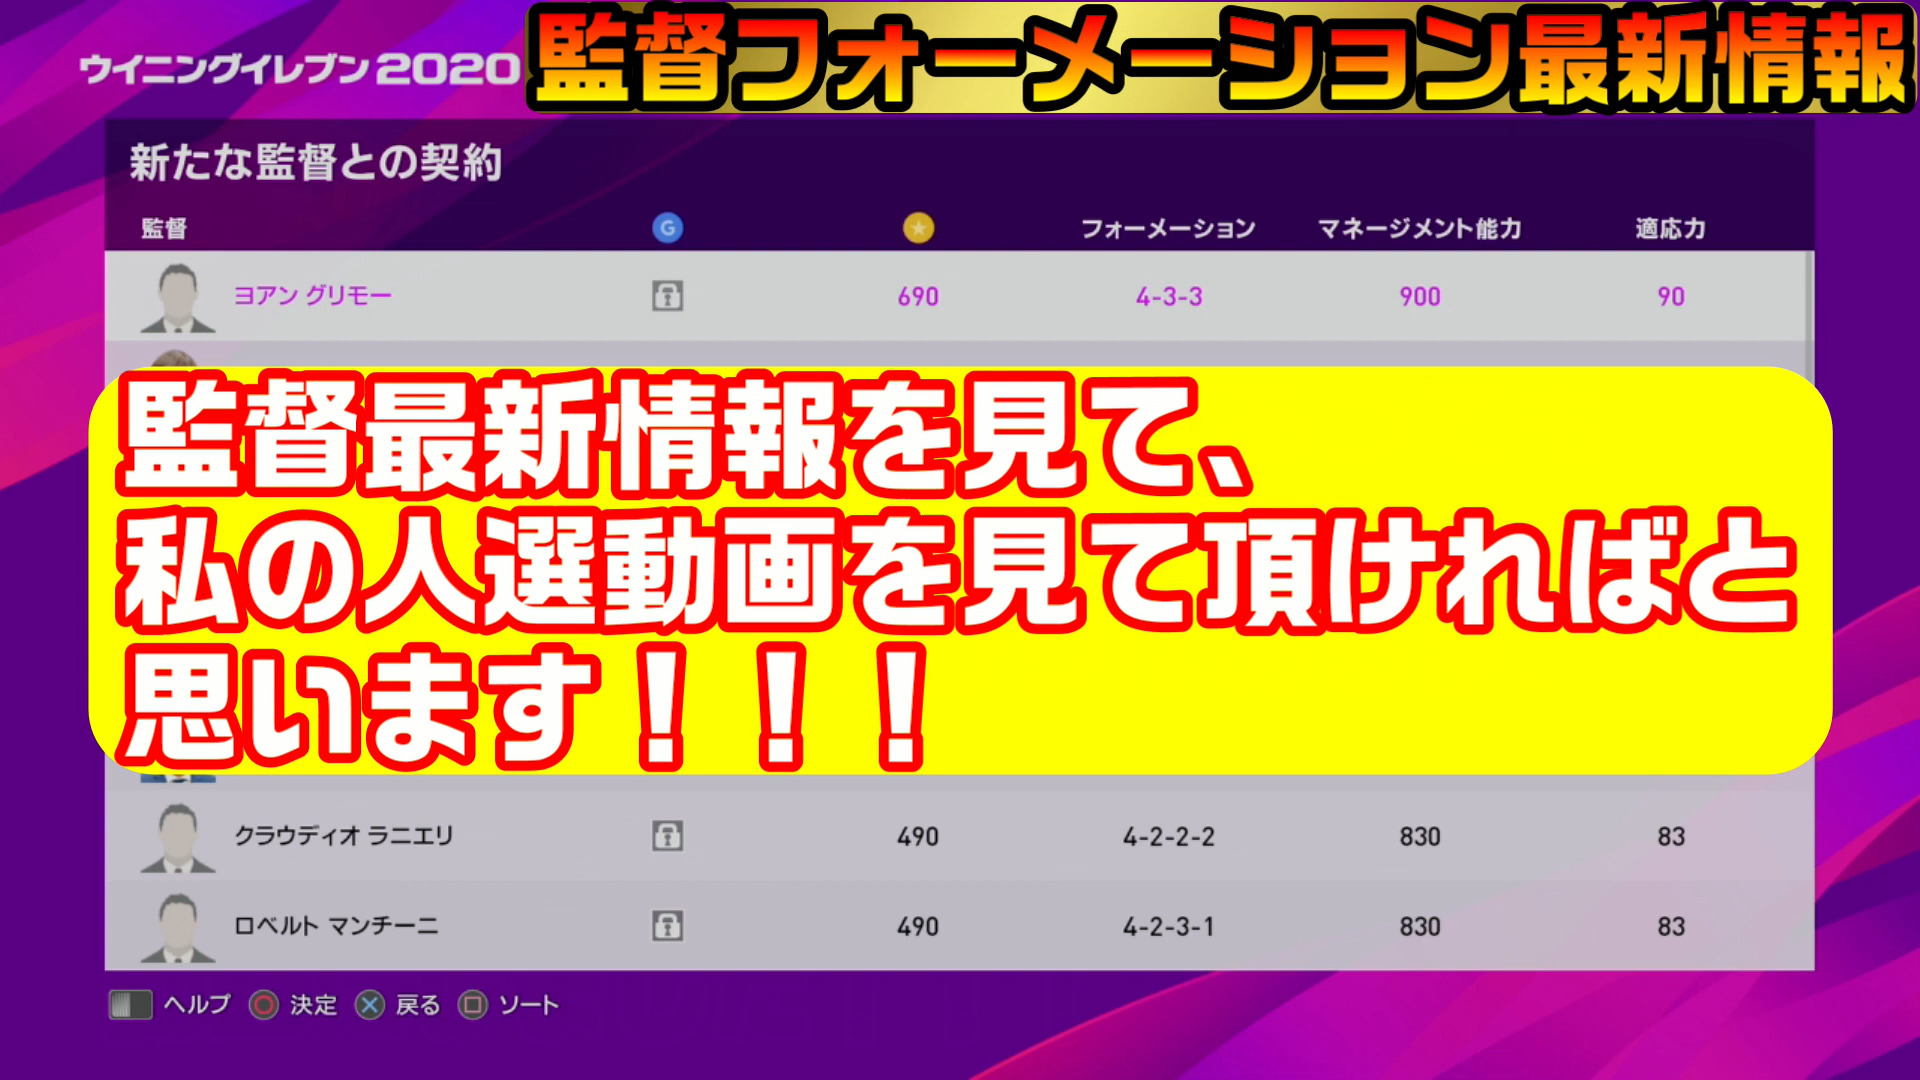 ウイニングイレブン 2020 監督フォーメーション最新情報
新たな監督との契約
監督 G フォーメーション マネージメント能力 適応力
ヨアン グリモー 690 4-3-3 900 90
監督最新情報を見て、
私の人選動画を見て頂ければと
思います！！！
クラウディオ ラニエリ 490 4-2-2-2 830 83
ロベルト マンチーニ 490 4-2-3-1 830 83
ヘルプ 決定 戻る ソート